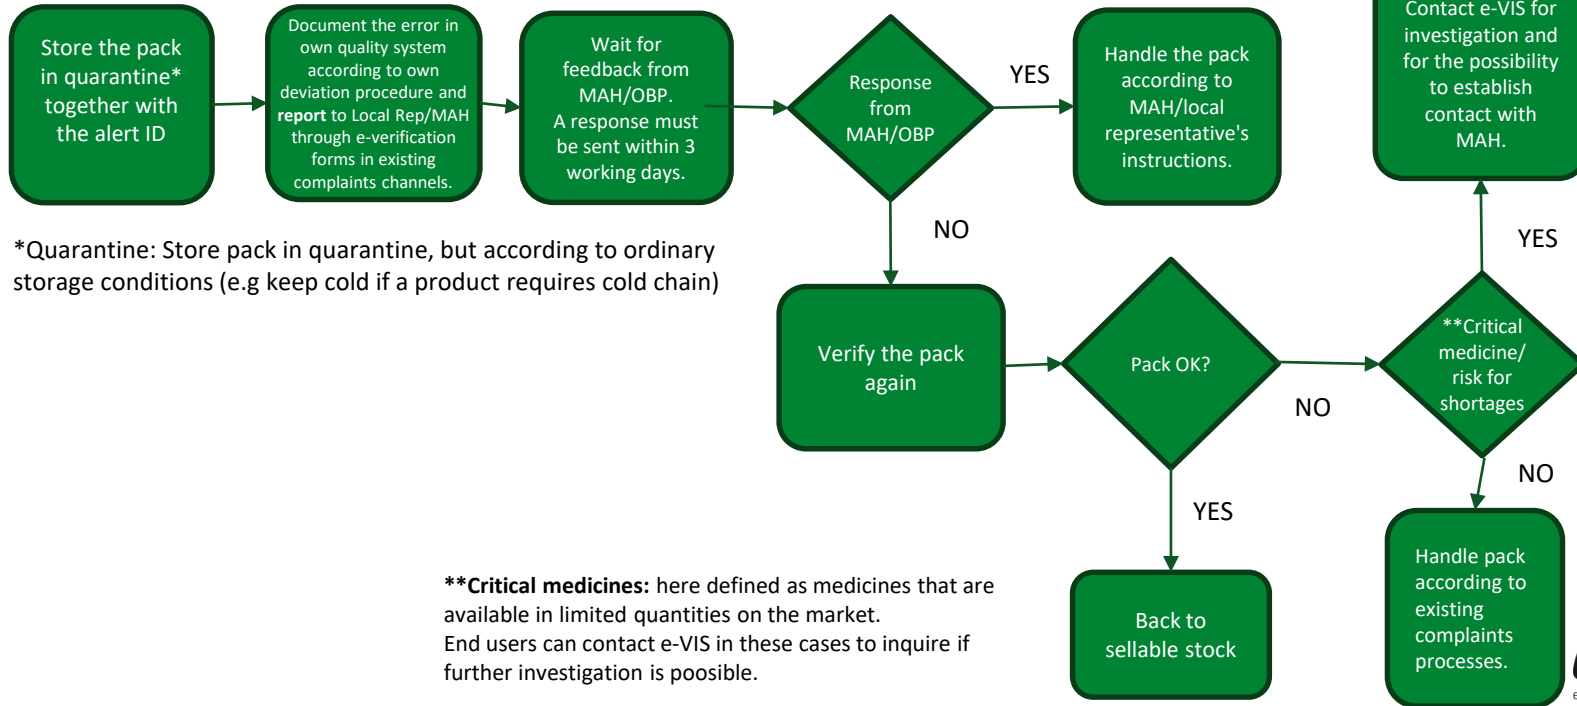 Store the pack
in quarantine*
together with
the alert ID
Document the error in
own quality system
according to own
deviation procedure and
report to Local Rep/MAH
through e-verification
forms in existing
complaints channels.
Wait for
feedback from
MAH/OBP.
A response must
be sent within 3
working days.
Response
from
MAH/OBP
YES
Handle the pack
according to
MAH/local
representative's
instructions.
Contact e-VIS for
investigation and
for the possibility
to establish
contact with
MAH.
*Quarantine: Store pack in quarantine, but according to ordinary
storage conditions (e.g keep cold if a product requires cold chain)
NO
YES
Verify the pack
again
Pack OK?
NO
**Critical
medicine/
risk for
shortages
YES
NO
**Critical medicines: here defined as medicines that are
available in limited quantities on the market.
End users can contact e-VIS in these cases to inquire if
further investigation is poosible.
Back to
sellable stock
Handle pack
according to
existing
complaints
processes.